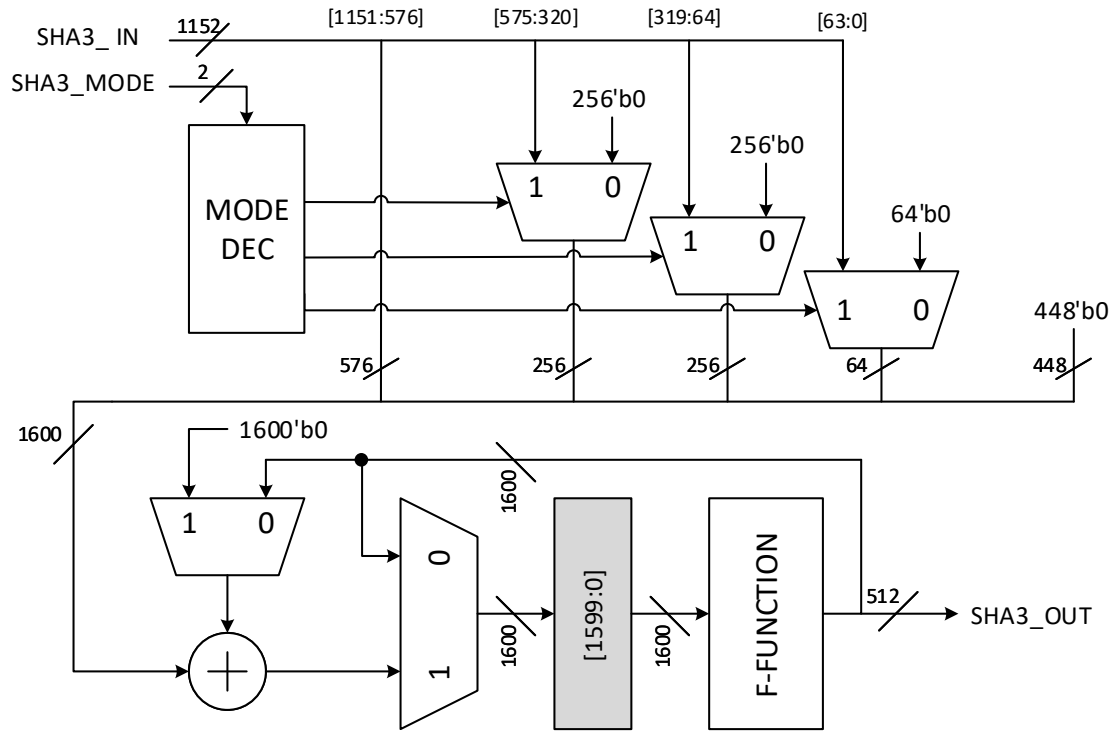 SHA3_ IN
1152
[1151:576]
[575:320]
[319:64]
[63:0]
SHA3_MODE
2
256'b0
256'b0
64'b0
448'b0
MODE
DEC
1 0
1 0
1 0
576
256
256
64
448
1600
1600'b0
1600
1 0
0
1
1600
[1599:0]
1600
F-FUNCTION
512
SHA3_OUT